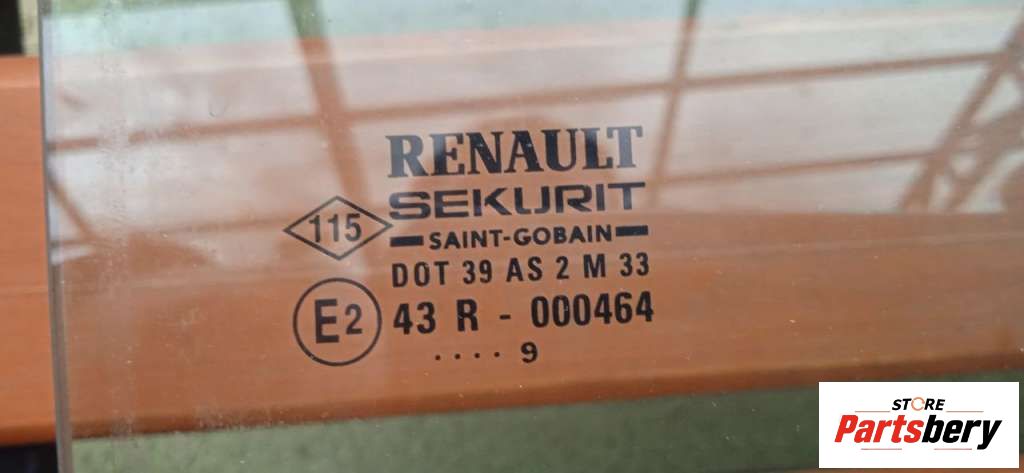 RENAULT
SEKURIT
115
SAINT-GOBAIN
DOT 39 AS 2 M 33
E2 43 R - 000464
.... 9
STORE
Partsbery